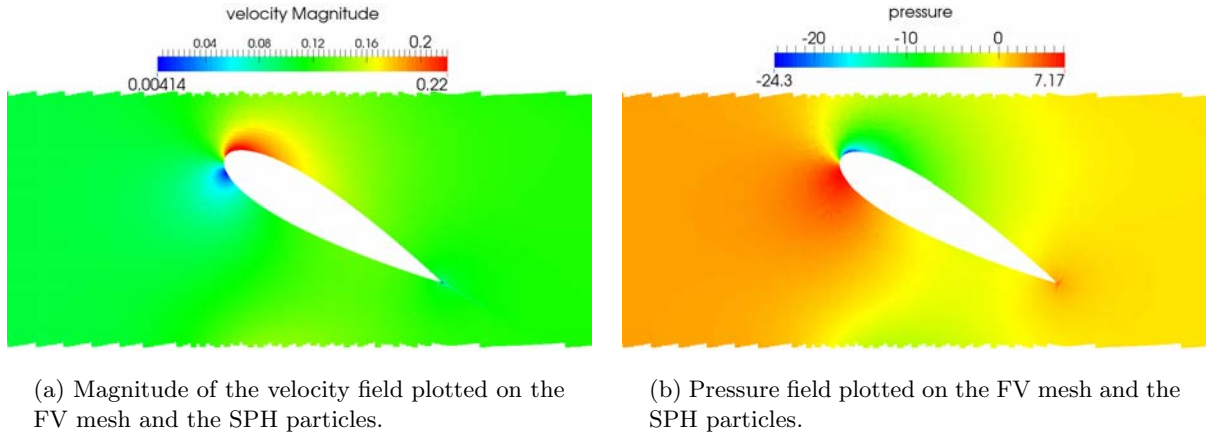 velocity Magnitude
0.04 0.08 0.12 0.16 0.2
0.00414 0.22
pressure
-20 -10 0
-24.3 7.17
(a) Magnitude of the velocity field plotted on the
FV mesh and the SPH particles.
(b) Pressure field plotted on the FV mesh and the
SPH particles.